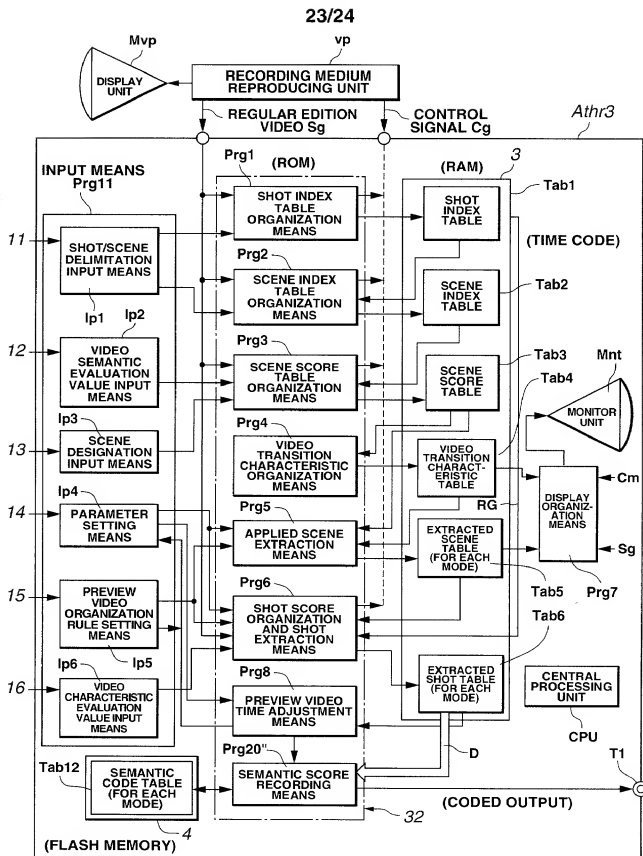 23/24
Mvp
vp
DISPLAY
UNIT
RECORDING MEDIUM
REPRODUCING UNIT
REGULAR EDITION
VIDEO Sg
CONTROL
SIGNAL Cg
Athr3
INPUT MEANS
Prg11
Prg1
(ROM)
(RAM)
3
Tab1
11
SHOT/SCENE
DELIMITATION
INPUT MEANS
SHOT INDEX
TABLE
ORGANIZATION
MEANS
SHOT
INDEX
TABLE
(TIME CODE)
Ip1
Ip2
Prg2
SCENE INDEX
TABLE
ORGANIZATION
MEANS
SCENE
INDEX
TABLE
Tab2
12
VIDEO
SEMANTIC
EVALUATION
VALUE INPUT MEANS
Prg3
SCENE SCORE
TABLE
ORGANIZATION
MEANS
SCENE
SCORE
TABLE
Tab3
Tab4
Mnt
MONITOR
UNIT
Ip3
13
SCENE
DESIGNATION
INPUT MEANS
Prg4
VIDEO
TRANSITION
CHARACTERISTIC
ORGANIZATION
MEANS
VIDEO
TRANSITION
CHARACT-
ERISTIC
TABLE
RG
DISPLAY
ORGANIZ-
ATION
MEANS
Cm
Sg
Prg7
Ip4
14
PARAMETER
SETTING
MEANS
Prg5
APPLIED SCENE
EXTRACTION
MEANS
EXTRACTED
SCENE TABLE
(FOR EACH
MODE)
Tab5
Tab6
15
PREVIEW
VIDEO
ORGANIZATION
RULE SETTING
MEANS
Ip5
Prg6
SHOT SCORE
ORGANIZATION
AND SHOT
EXTRACTION
MEANS
Ip6
16
VIDEO
CHARACTERISTIC
EVALUATION
VALUE INPUT
MEANS
Prg8
PREVIEW VIDEO
TIME ADJUSTMENT
MEANS
EXTRACTED
SHOT TABLE
(FOR EACH
MODE)
CENTRAL
PROCESSING
UNIT
CPU
D
Prg20"
Tab12
SEMANTIC
CODE TABLE
(FOR EACH
MODE)
SEMANTIC SCORE
RECORDING
MEANS
T1
(CODED OUTPUT)
32
4
(FLASH MEMORY)